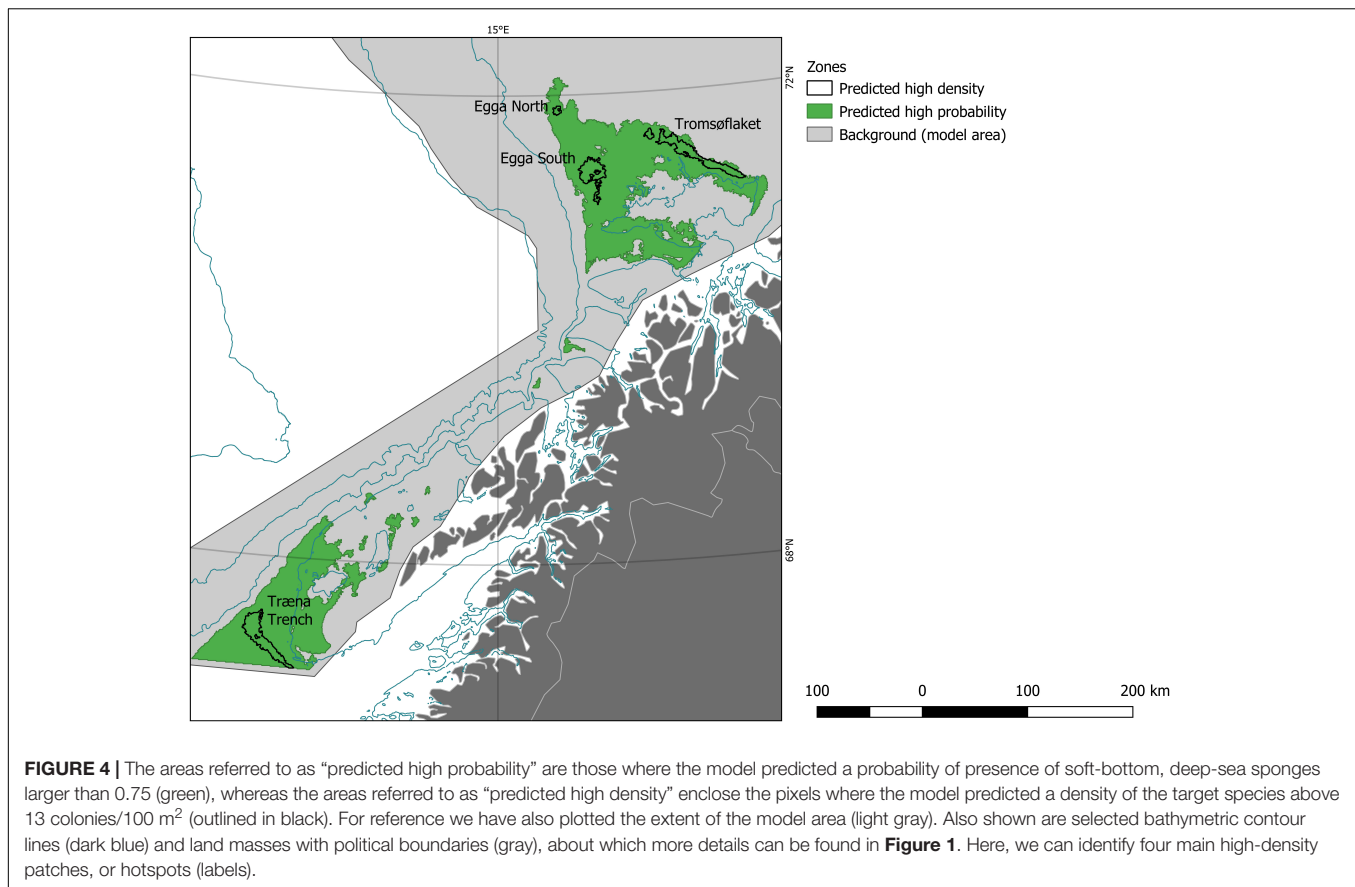 15°E
72°N
Egga North
Tromsøflaket
Egga South
68°N
Træna
Trench
Zones
Predicted high density
Predicted high probability
Background (model area)
100 0 100 200 km
FIGURE 4 | The areas referred to as “predicted high probability” are those where the model predicted a probability of presence of soft-bottom, deep-sea sponges
larger than 0.75 (green), whereas the areas referred to as “predicted high density” enclose the pixels where the model predicted a density of the target species above
13 colonies/100 m² (outlined in black). For reference we have also plotted the extent of the model area (light gray). Also shown are selected bathymetric contour
lines (dark blue) and land masses with political boundaries (gray), about which more details can be found in Figure 1. Here, we can identify four main high-density
patches, or hotspots (labels).